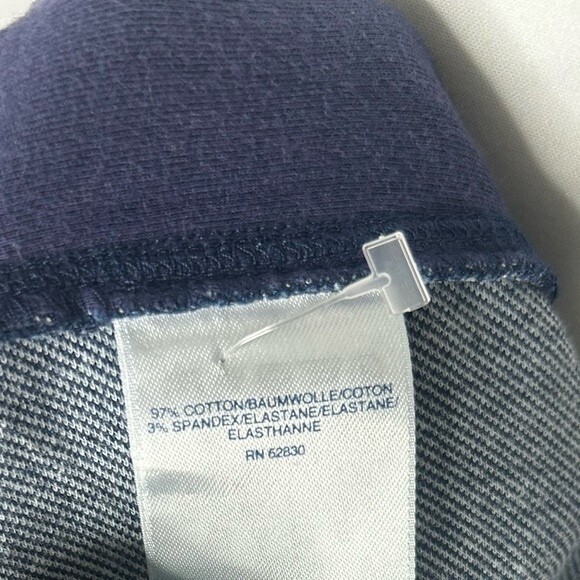 97% COTTON/BAUMWOLLE/COTON
3% SPANDEX/ELASTANE/ELASTANE/
ELASTHANNE
RN 62830